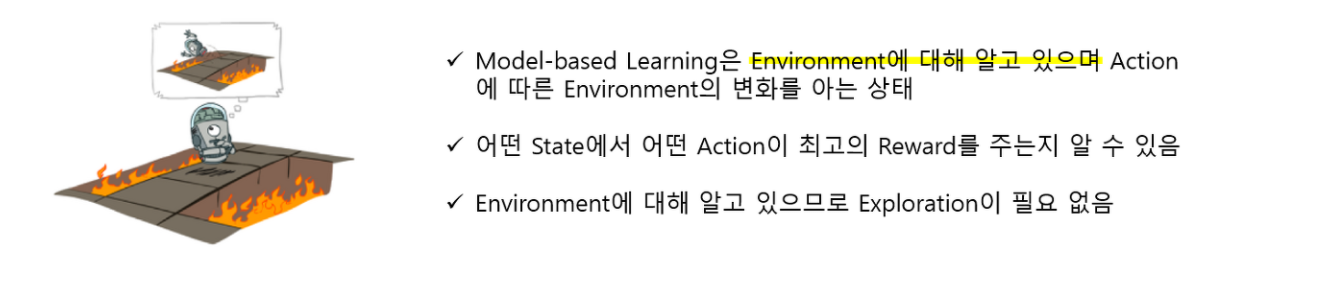 ✓ Model-based Learning은 Environment에 대해 알고 있으며 Action
에 따른 Environment의 변화를 아는 상태
✓ 어떤 State에서 어떤 Action이 최고의 Reward를 주는지 알 수 있음
✓ Environment에 대해 알고 있으므로 Exploration이 필요 없음